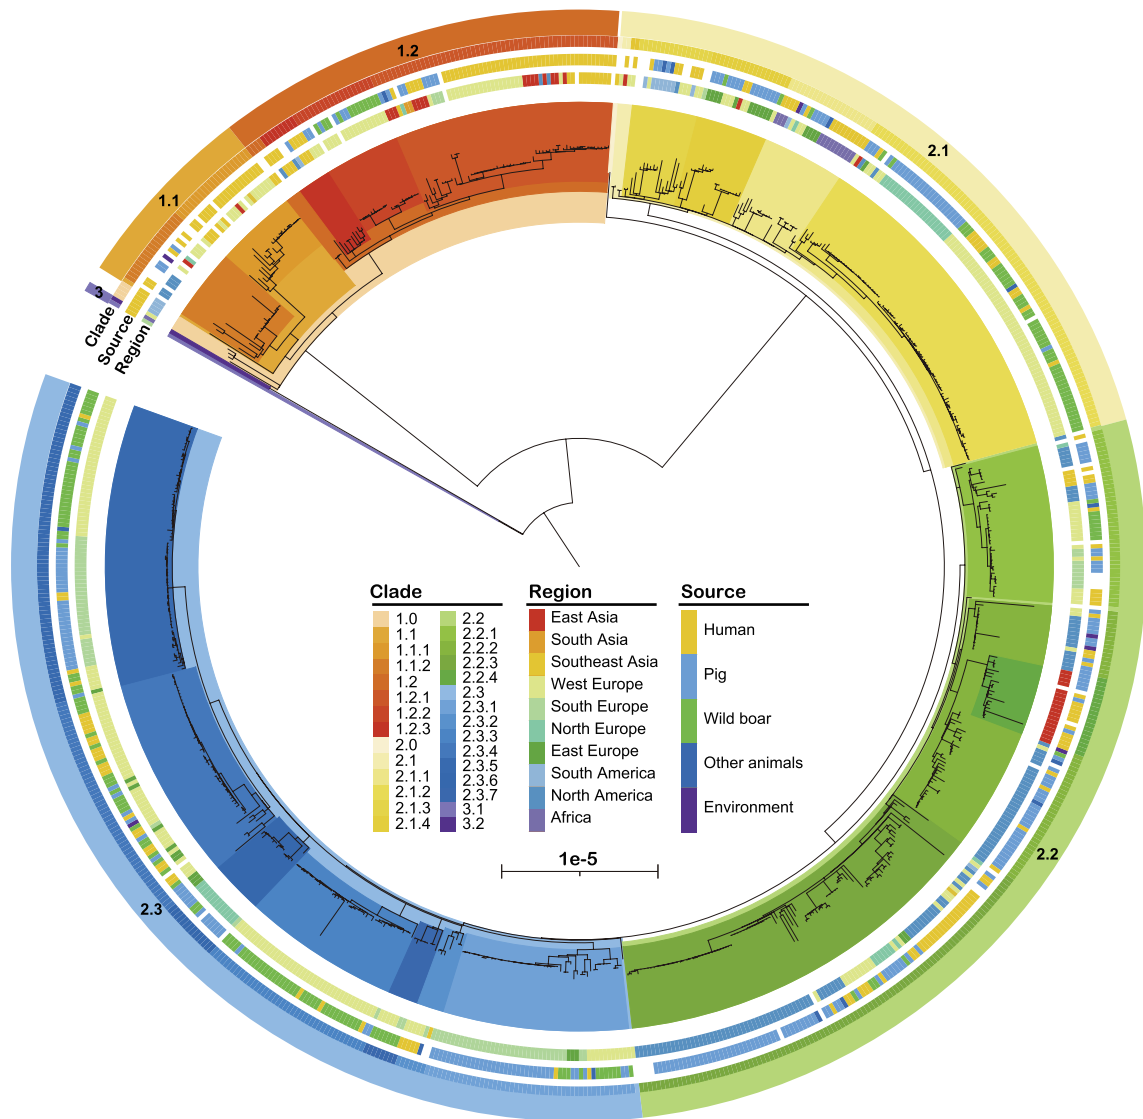 1.2
2.1
1.1
3
Clade
Source
Region
Clade
1.0
1.1
1.1.1
1.1.2
1.2
1.2.1
1.2.2
1.2.3
2.0
2.1
2.1.1
2.1.2
2.1.3
2.1.4
2.2
2.2.1
2.2.2
2.2.3
2.2.4
2.3
2.3.1
2.3.2
2.3.3
2.3.4
2.3.5
2.3.6
2.3.7
3.1
3.2
Region
East Asia
South Asia
Southeast Asia
West Europe
South Europe
North Europe
East Europe
South America
North America
Africa
Source
Human
Pig
Wild boar
Other animals
Environment
1e-5
2.2
2.3